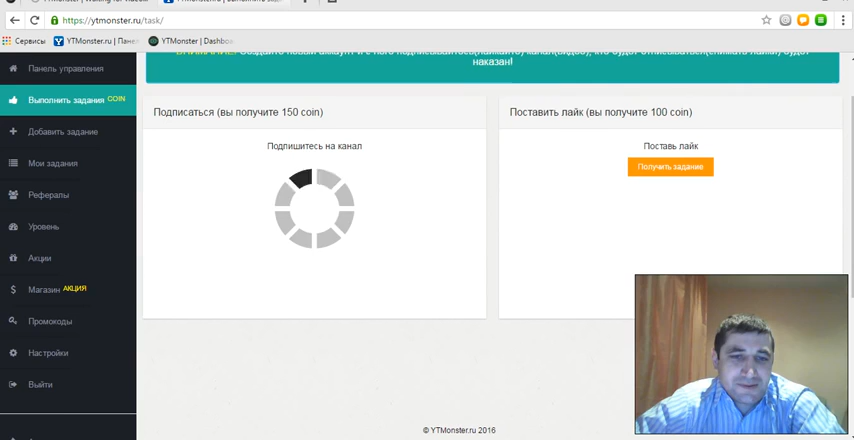 https://ytmonster.ru/task/
Сервисы
YTMonster.ru | Пане
YTMonster | Dashbo
наказан!
Панель управления
Выполнить задания COIN
Добавить задание
Мои задания
Рефералы
Уровень
Акции
Магазин АКЦИЯ
Промокоды
Настройки
Выйти
Подписаться (вы получите 150 coin)
Подпишитесь на канал
Поставить лайк (вы получите 100 coin)
Поставь лайк
Получить задание
© YTMonster.ru 2016